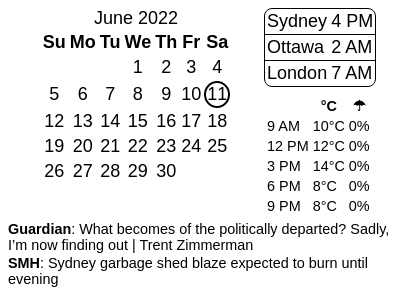 June 2022
Su Mo Tu We Th Fr Sa
1 2 3 4
5 6 7 8 9 10 11
12 13 14 15 16 17 18
19 20 21 22 23 24 25
26 27 28 29 30
Sydney 4 PM
Ottawa 2 AM
London 7 AM
°C ☂
9 AM 10°C 0%
12 PM 12°C 0%
3 PM 14°C 0%
6 PM 8°C 0%
9 PM 8°C 0%
Guardian: What becomes of the politically departed? Sadly,
I’m now finding out | Trent Zimmerman
SMH: Sydney garbage shed blaze expected to burn until
evening